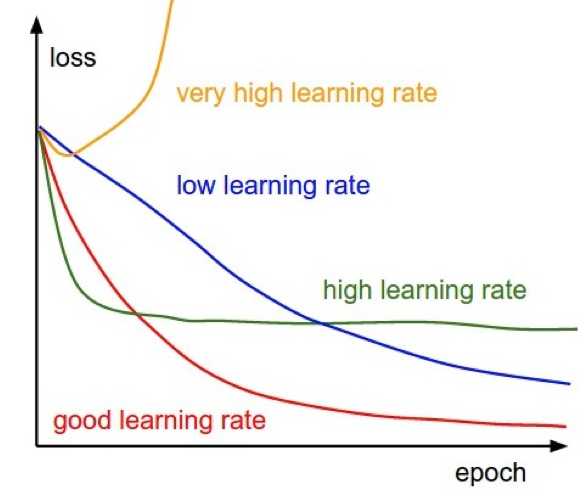 loss
very high learning rate
low learning rate
high learning rate
good learning rate
epoch